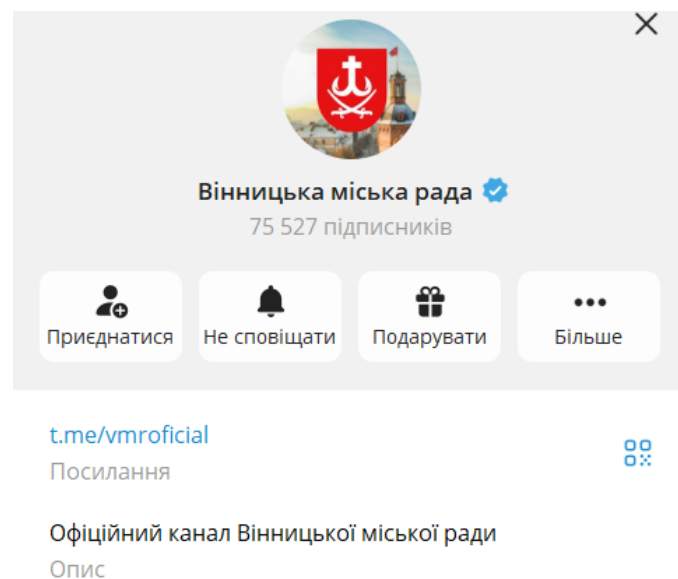 Вінницька міська рада
75 527 підписників
Приєднатися Не сповіщати Подарувати Більше
t.me/vmroficial
Посилання
Офіційний канал Вінницької міської ради
Опис